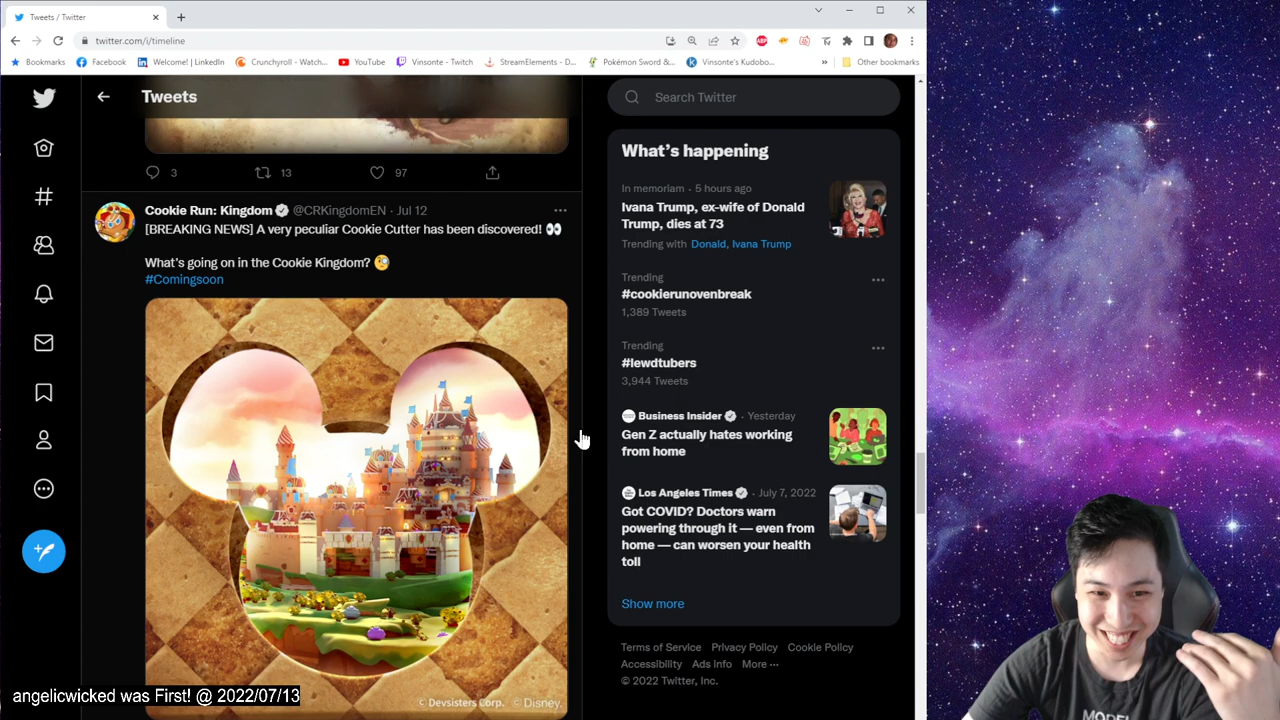 Tweets / Twitter
twitter.com/i/timeline
ABP
Bookmarks
Facebook
Welcome! | LinkedIn
Crunchyroll - Watch...
YouTube
Vinsonte - Twitch
StreamElements - D...
Pokémon Sword &...
Vinsonte's Kudobo...
Other bookmarks
Tweets
3
13
97
Cookie Run: Kingdom @CRKingdomEN · Jul 12
[BREAKING NEWS] A very peculiar Cookie Cutter has been discovered! 👀
What's going on in the Cookie Kingdom? 🧐
#Comingsoon
© Devsisters Corp. © Disney.
Search Twitter
What's happening
In memoriam · 5 hours ago
Ivana Trump, ex-wife of Donald
Trump, dies at 73
Trending with Donald, Ivana Trump
Trending
#cookierunovenbreak
1,389 Tweets
Trending
#lewdtubers
3,944 Tweets
Business Insider · Yesterday
Gen Z actually hates working
from home
Los Angeles Times · July 7, 2022
Got COVID? Doctors warn
powering through it — even from
home — can worsen your health
toll
Show more
Terms of Service Privacy Policy Cookie Policy
Accessibility Ads info More ···
© 2022 Twitter, Inc.
angelicwicked was First! @ 2022/07/13